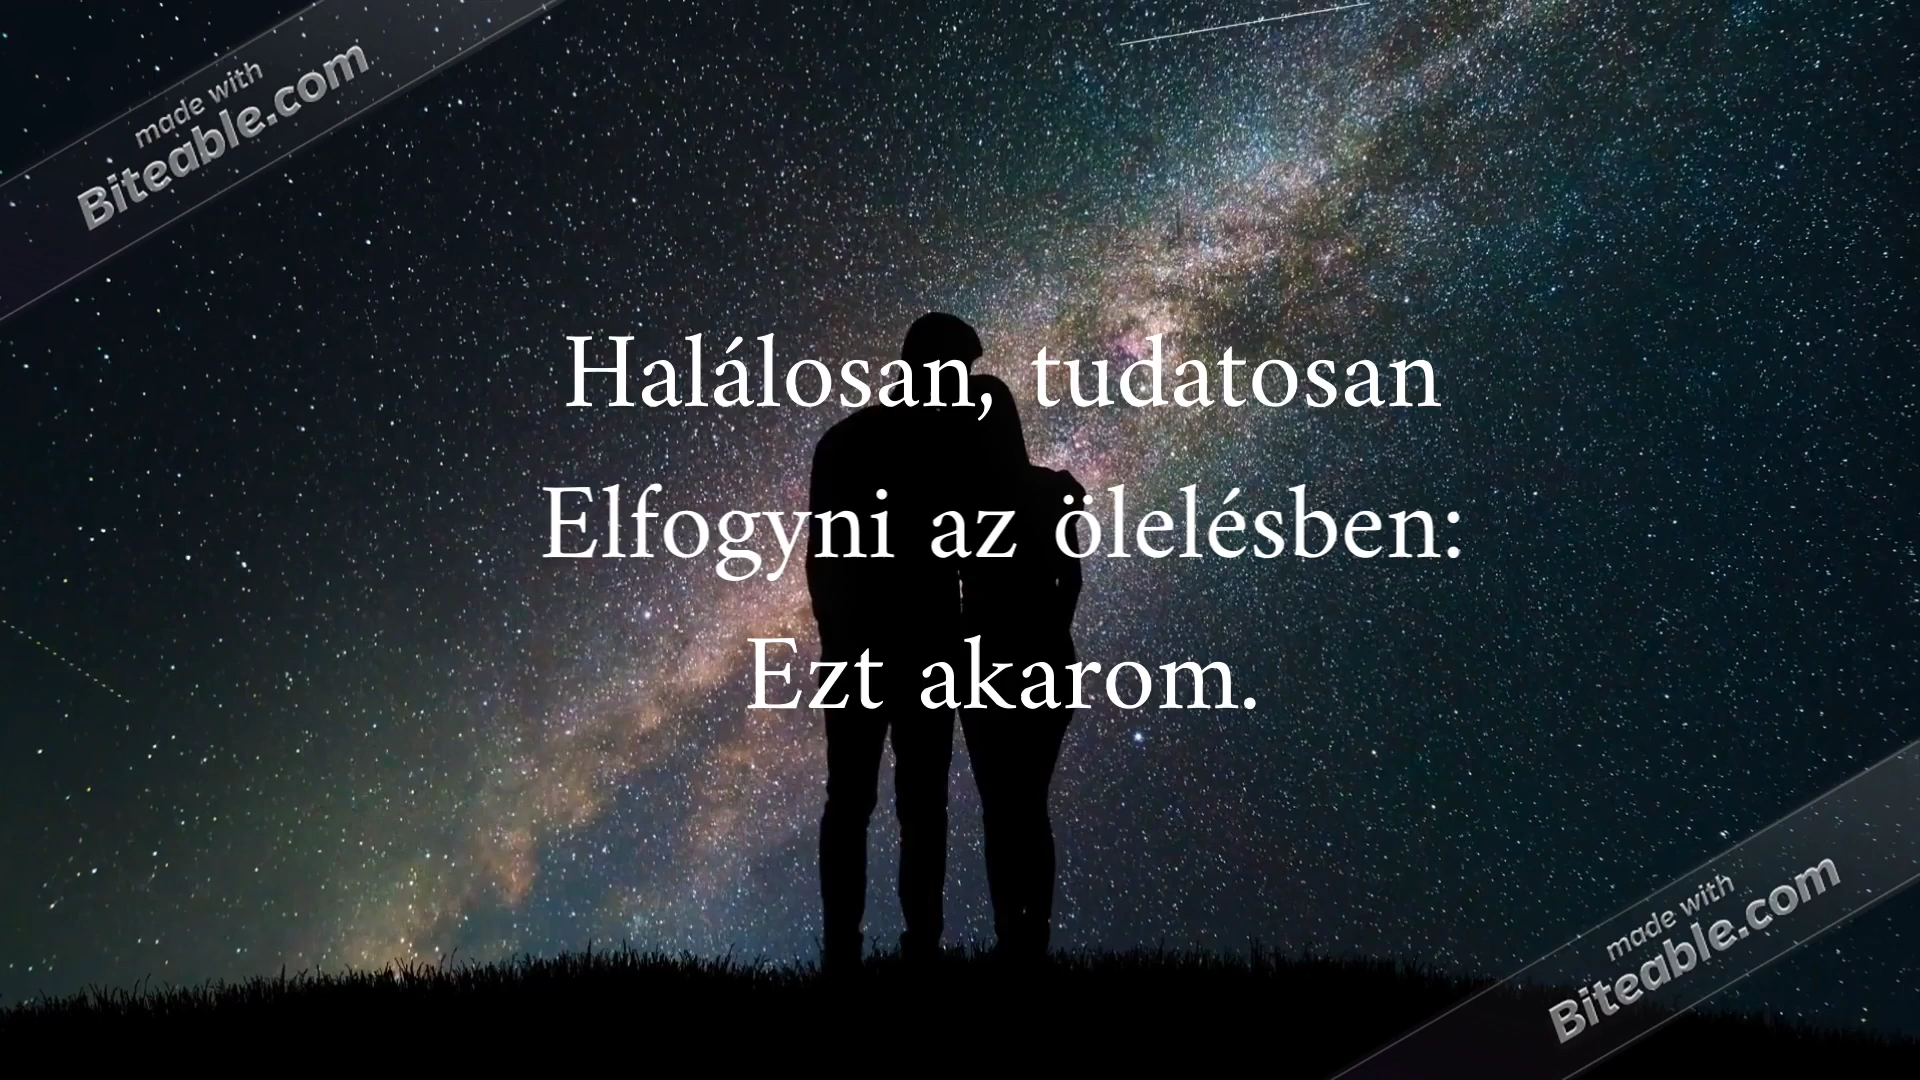 made with
Biteable.com
Halálosan, tudatosan
Elfogyni az ölelésben:
Ezt akarom.
made with
Biteable.com